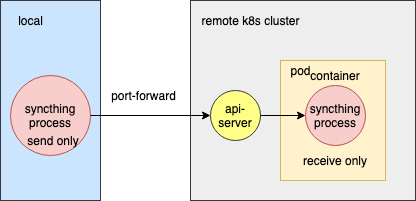 local
remote k8s cluster
syncthing
process
send only
port-forward
api-
server
pod
container
syncthing
process
receive only